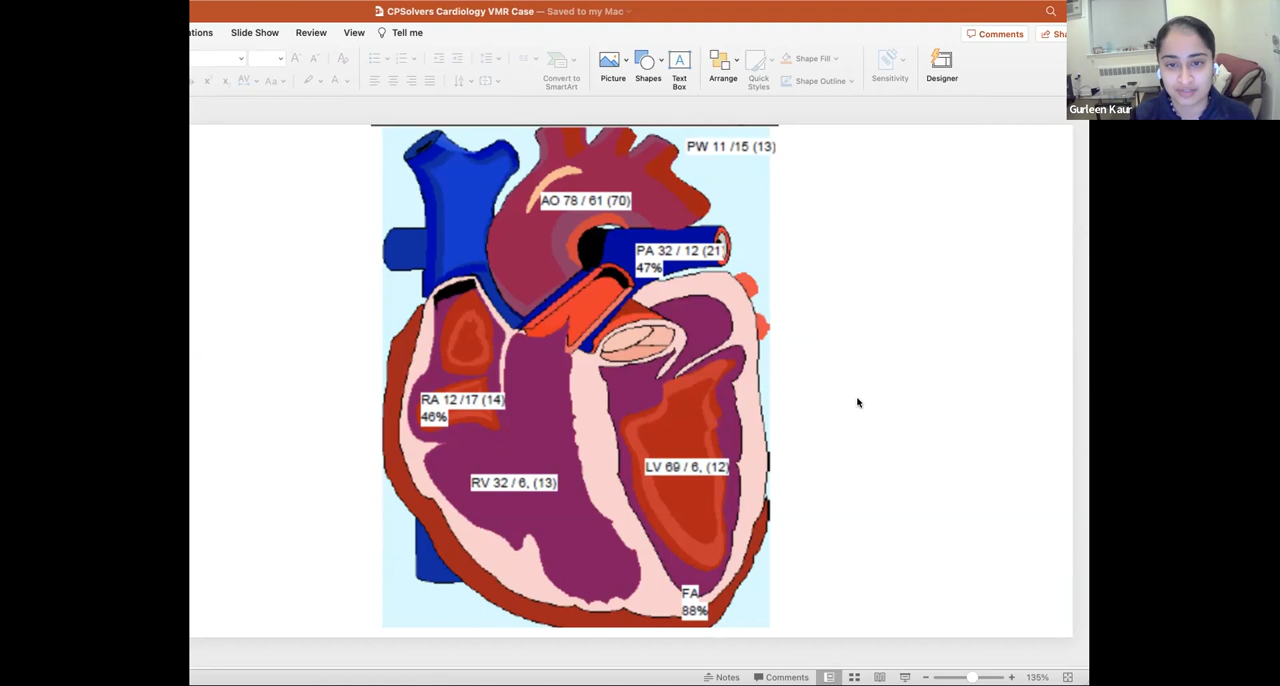 CPSolvers Cardiology VMR Case — Saved to my Mac
ations
Slide Show
Review
View
Tell me
Comments
Sha
Convert to
SmartArt
Picture
Shapes
Text
Box
Arrange
Quick
Styles
Shape Fill
Shape Outline
Sensitivity
Designer
Gurleen Kaur
PW 11 /15 (13)
AO 78 / 61 (70)
PA 32 / 12 (21)
47%
RA 12 /17 (14)
46%
RV 32 / 6, (13)
LV 69 / 6, (12)
FA
88%
Notes
Comments
135%